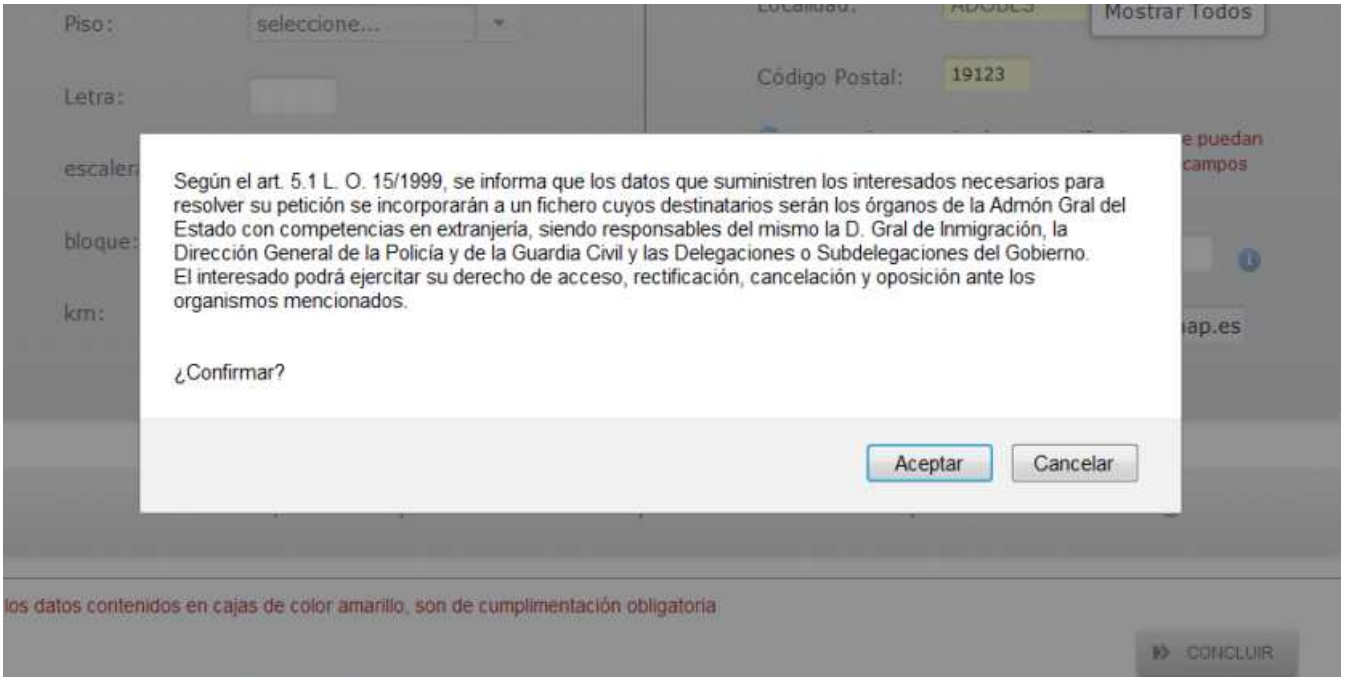 Localidad: ADOBES
Mostrar Todos
Piso: seleccione...
Código Postal: 19123
Letra:
e puedan
campos
escalera
Según el art. 5.1 L. O. 15/1999, se informa que los datos que suministren los interesados necesarios para
resolver su petición se incorporarán a un fichero cuyos destinatarios serán los órganos de la Admón Gral del
Estado con competencias en extranjería, siendo responsables del mismo la D. Gral de Inmigración, la
Dirección General de la Policía y de la Guardia Civil y las Delegaciones o Subdelegaciones del Gobierno.
El interesado podrá ejercitar su derecho de acceso, rectificación, cancelación y oposición ante los
organismos mencionados.
bloque:
km:
ap.es
¿Confirmar?
Aceptar
Cancelar
los datos contenidos en cajas de color amarillo, son de cumplimentación obligatoria
CONCLUIR